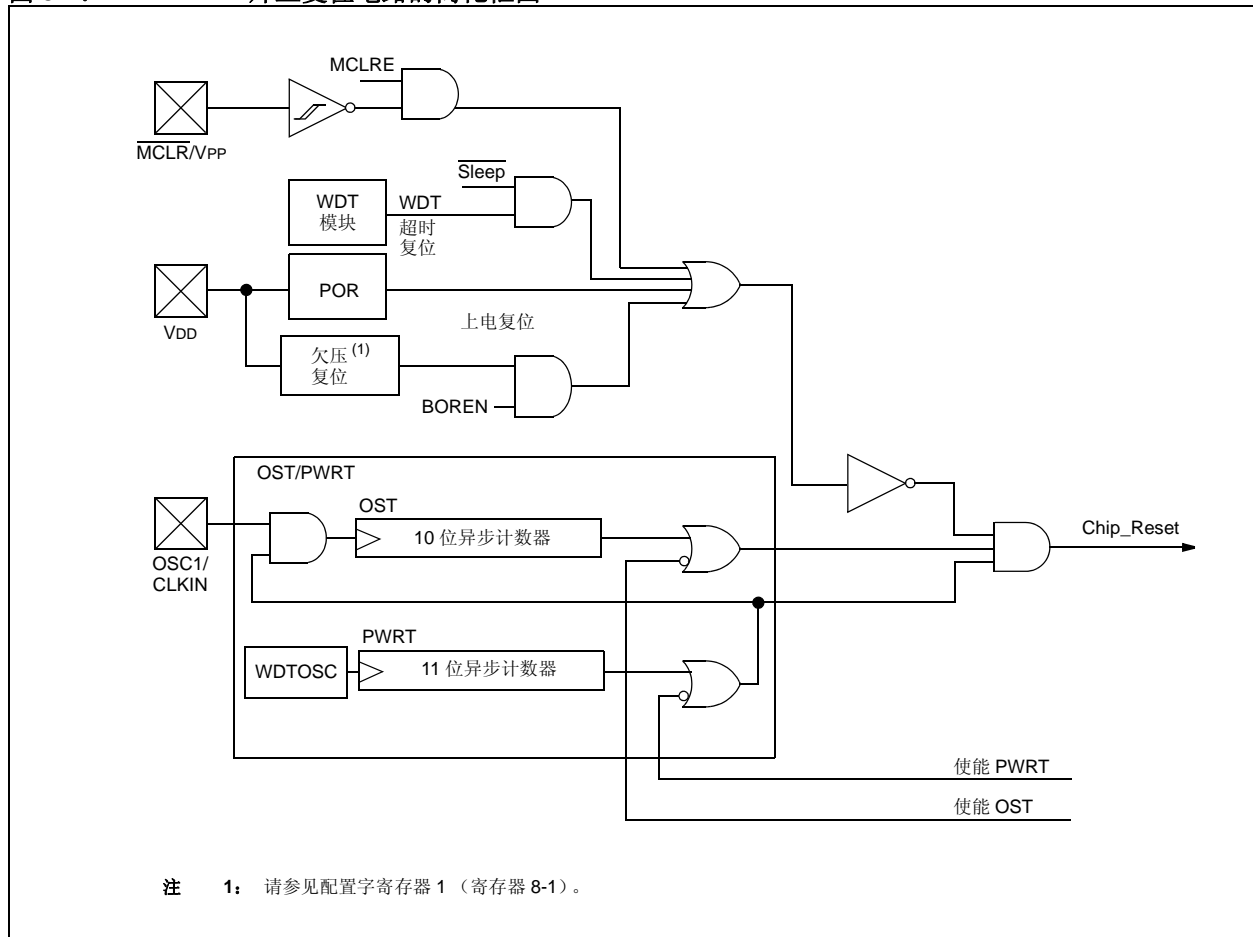 MCLRE
MCLR/VPP
Sleep
WDT
模块
WDT
超时
复位
POR
VDD
上电复位
欠压 (1)
复位
BOREN
OST/PWRT
OST
10 位异步计数器
OSC1/
CLKIN
Chip_Reset
PWRT
WDTOSC
11 位异步计数器
使能 PWRT
使能 OST
注 1： 请参见配置字寄存器 1 （寄存器 8-1）。